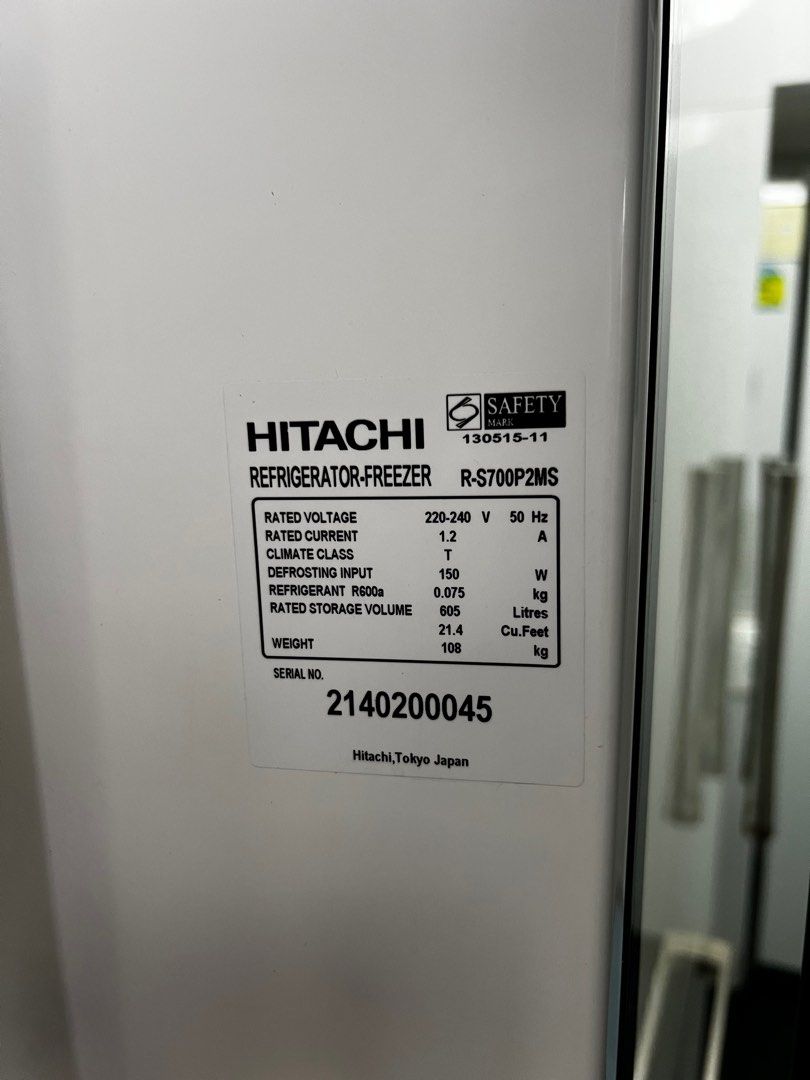 HITACHI
SAFETY
MARK
130515-11
REFRIGERATOR-FREEZER R-S700P2MS
RATED VOLTAGE 220-240 V 50 Hz
RATED CURRENT 1.2 A
CLIMATE CLASS T
DEFROSTING INPUT 150 W
REFRIGERANT R600a 0.075 kg
RATED STORAGE VOLUME 605 Litres
21.4 Cu.Feet
WEIGHT 108 kg
SERIAL NO.
2140200045
Hitachi,Tokyo Japan